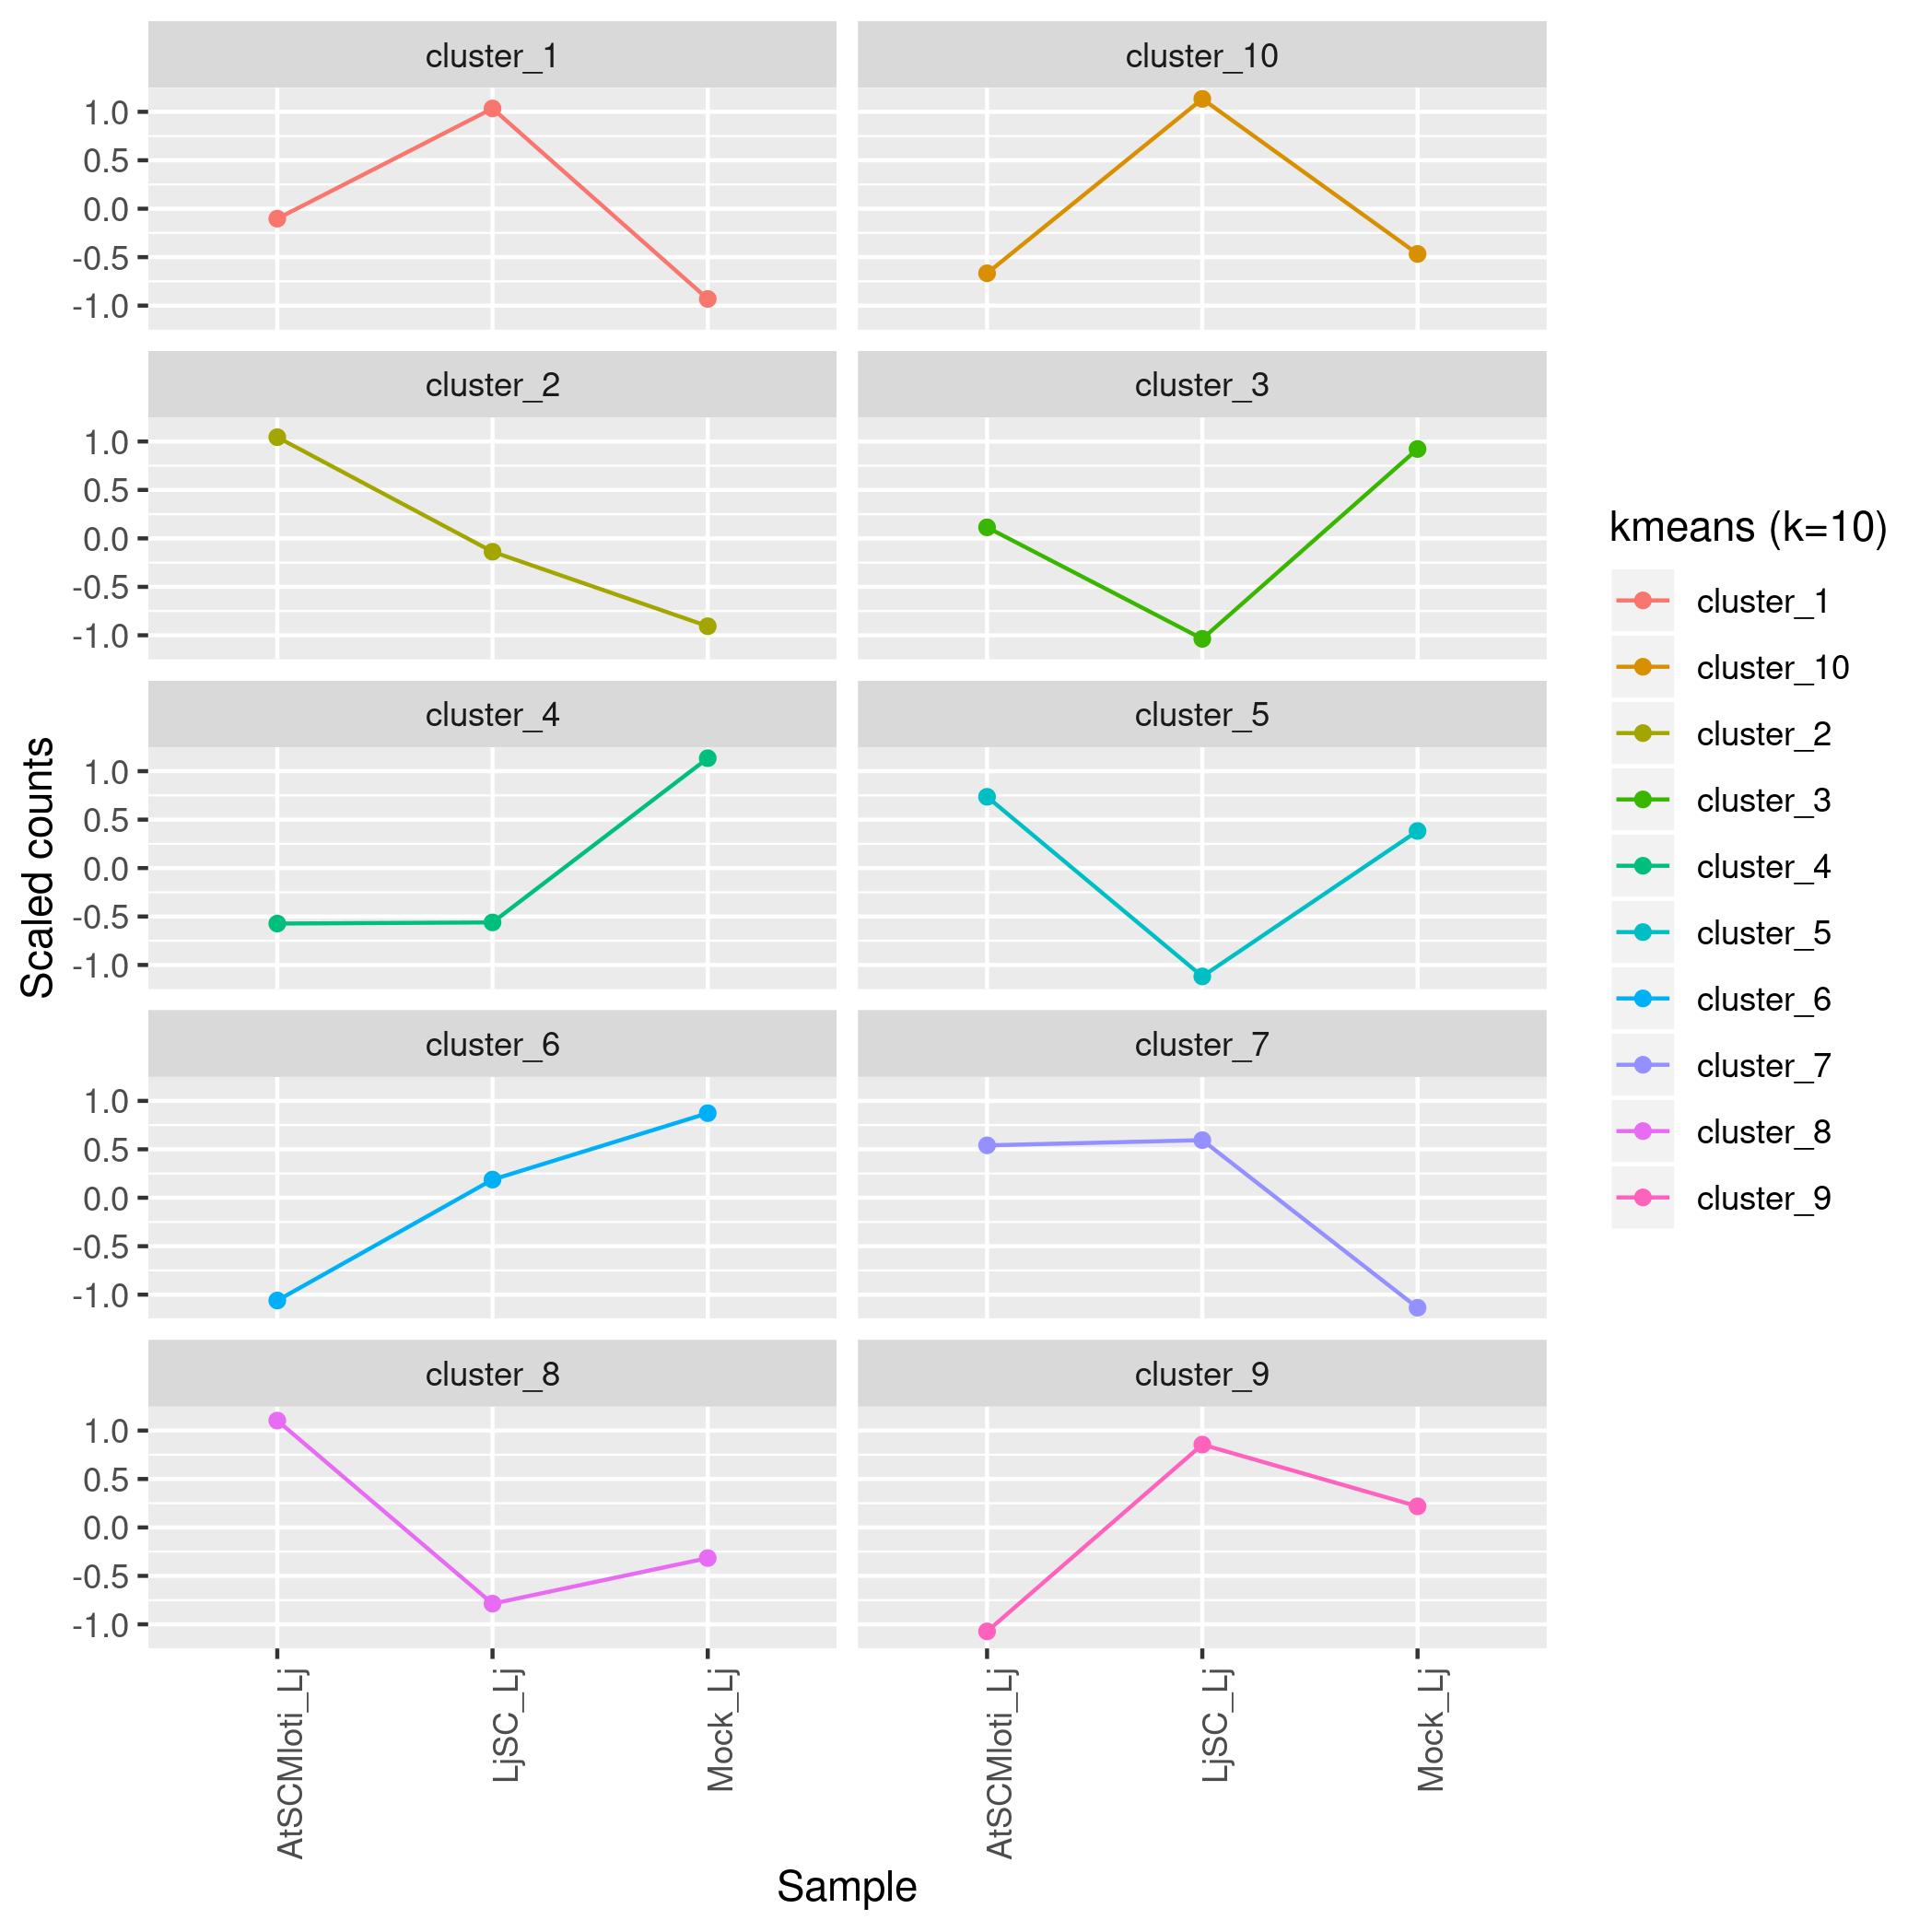 cluster_1
cluster_10
1.0
0.5
0.0
-0.5
-1.0
cluster_2
cluster_3
1.0
0.5
0.0
-0.5
-1.0
cluster_4
cluster_5
1.0
0.5
0.0
-0.5
-1.0
cluster_6
cluster_7
1.0
0.5
0.0
-0.5
-1.0
cluster_8
cluster_9
1.0
0.5
0.0
-0.5
-1.0
AtSCMloti_Lj
LjSC_Lj
Mock_Lj
AtSCMloti_Lj
LjSC_Lj
Mock_Lj
Sample
Scaled counts
kmeans (k=10)
cluster_1
cluster_10
cluster_2
cluster_3
cluster_4
cluster_5
cluster_6
cluster_7
cluster_8
cluster_9